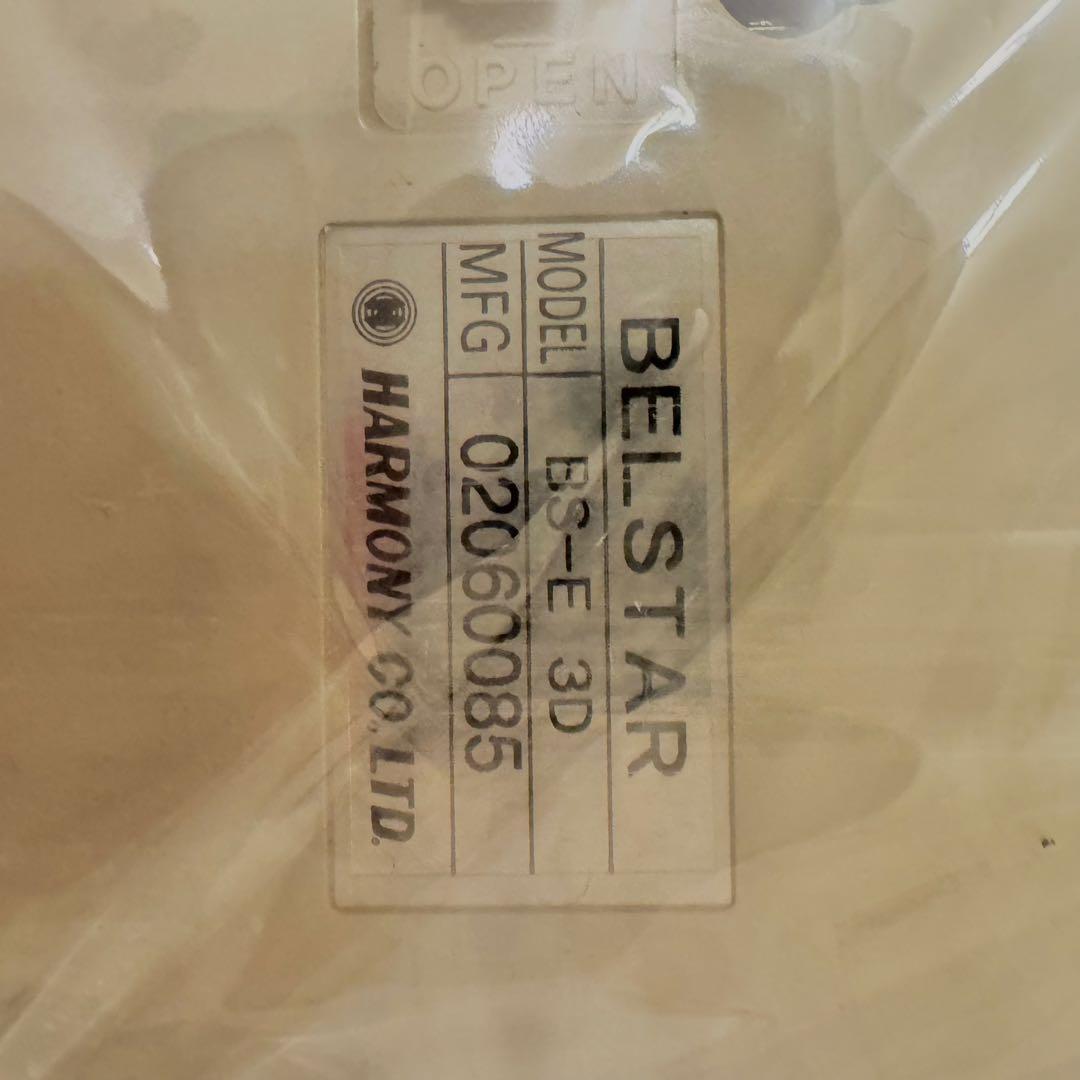 OPEN
BELSTAR
MODEL BS-E 3D
MFG 02060085
HARMONY CO.,LTD.